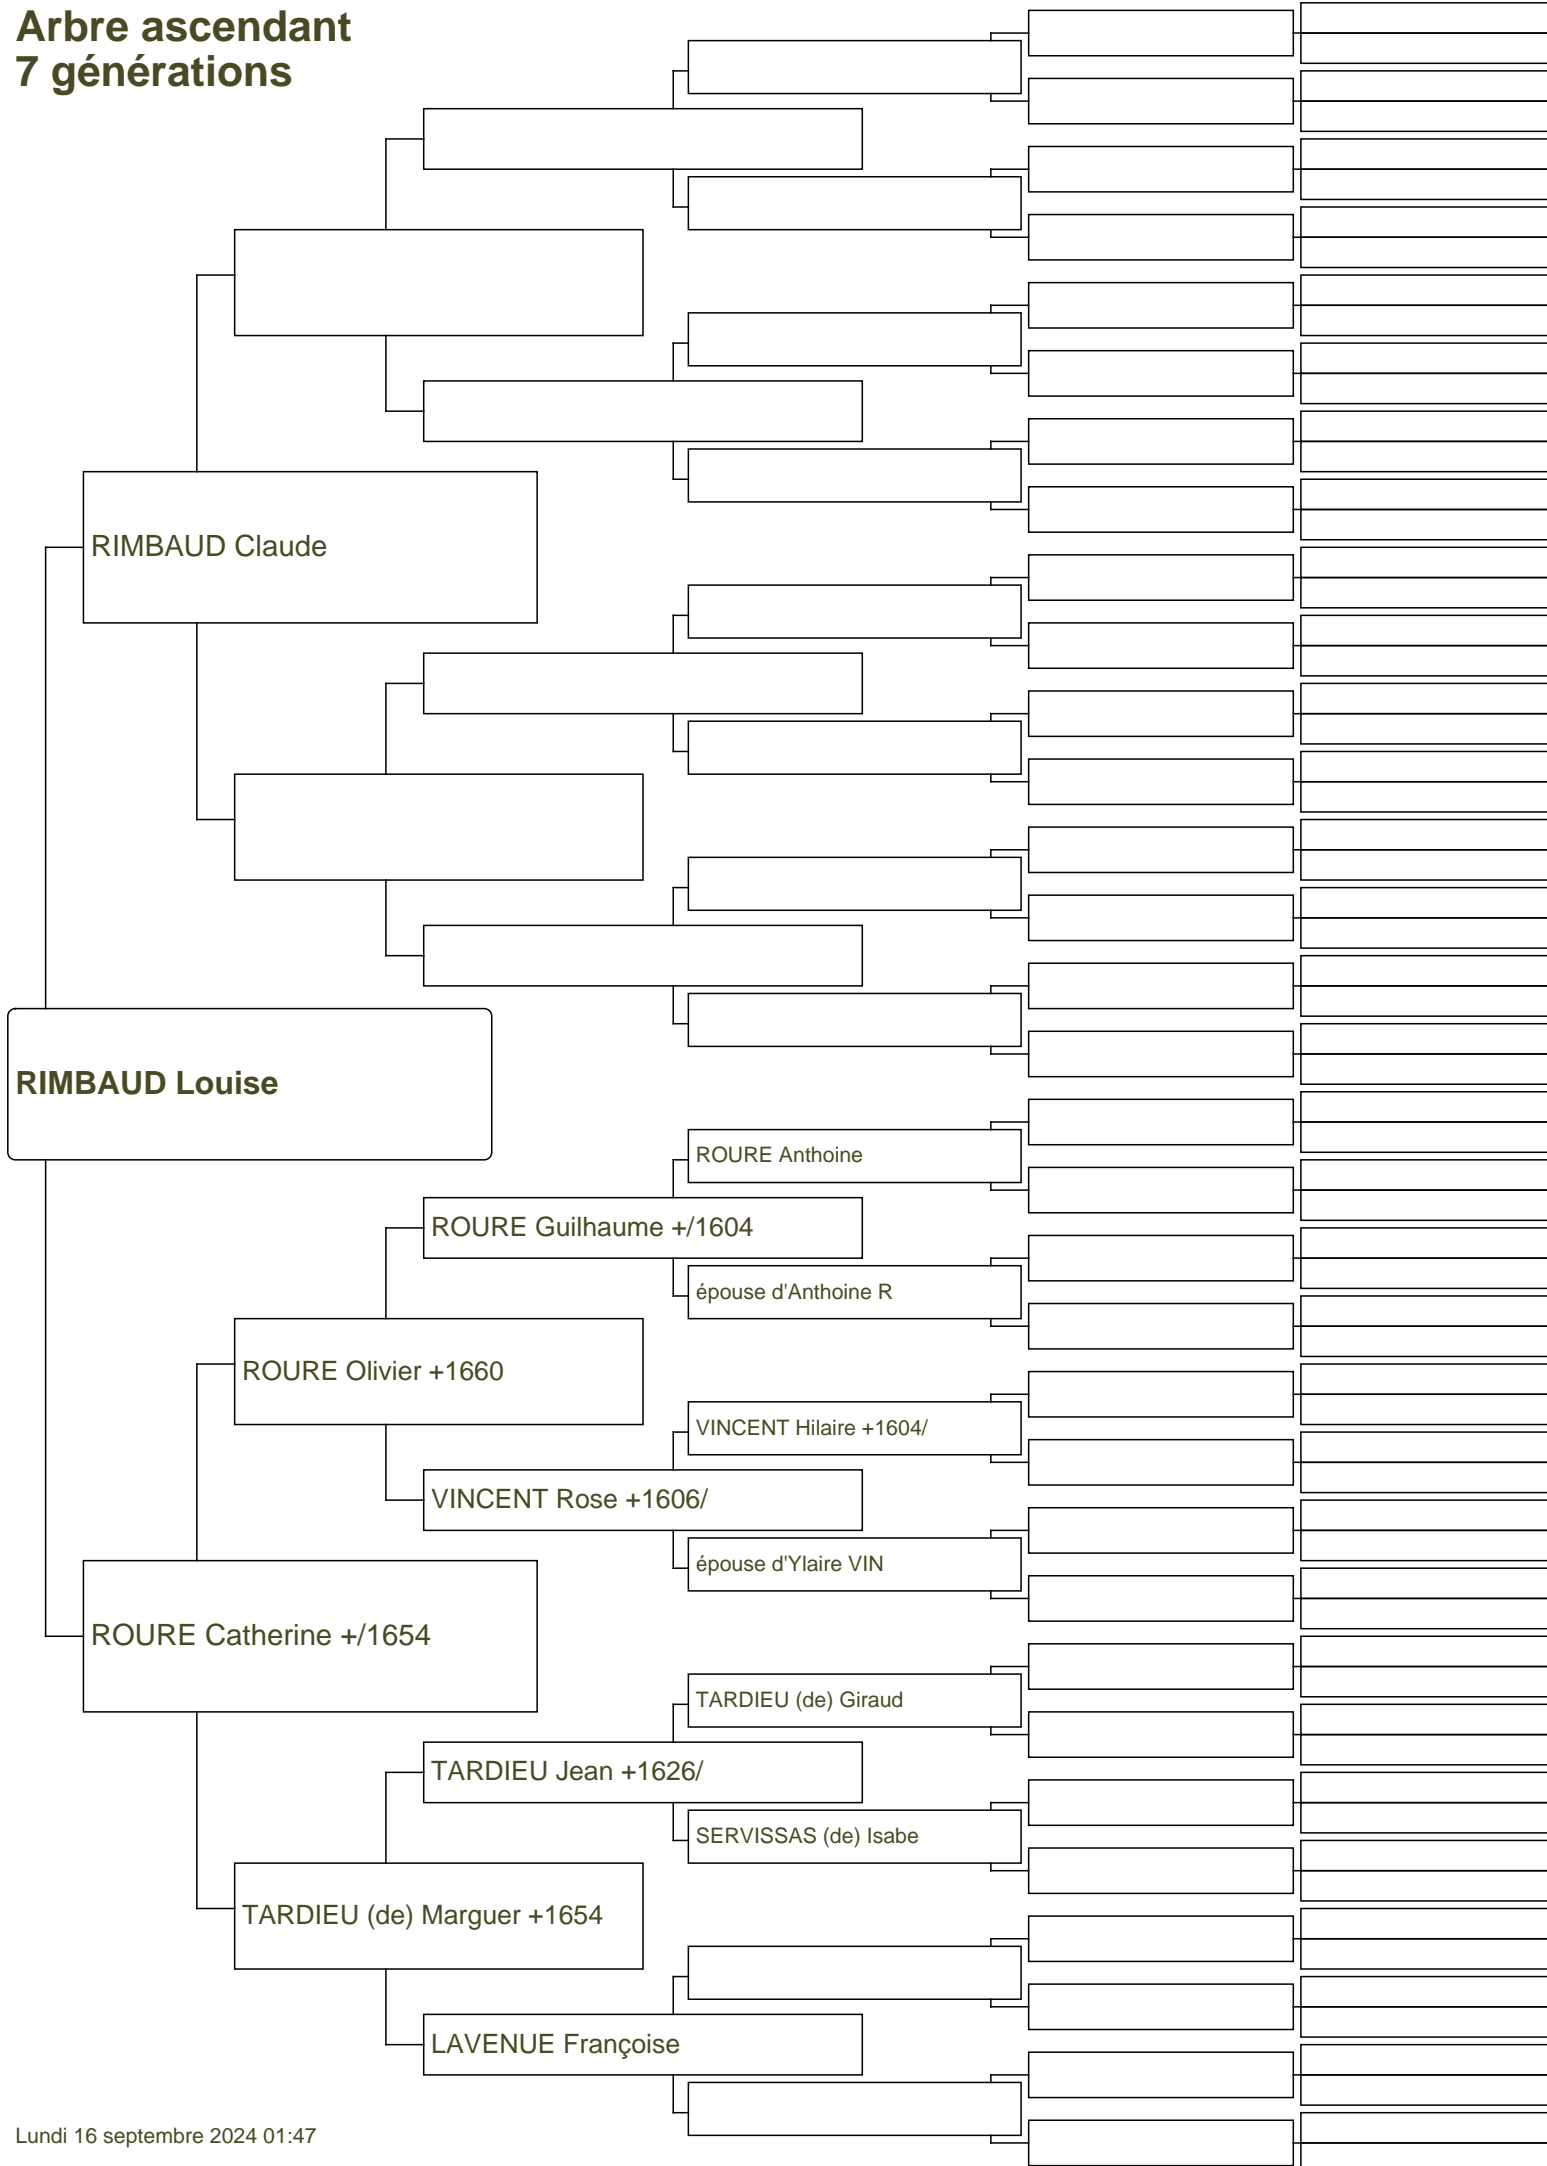 Arbre ascendant
7 générations
RIMBAUD Claude
RIMBAUD Louise
ROURE Anthoine
ROURE Guilhaume +/1604
épouse d'Anthoine R
ROURE Olivier +1660
VINCENT Hilaire +1604/
VINCENT Rose +1606/
épouse d'Ylaire VIN
ROURE Catherine +/1654
TARDIEU (de) Giraud
TARDIEU Jean +1626/
SERVISSAS (de) Isabe
TARDIEU (de) Marguer +1654
LAVENUE Françoise
Lundi 16 septembre 2024 01:47